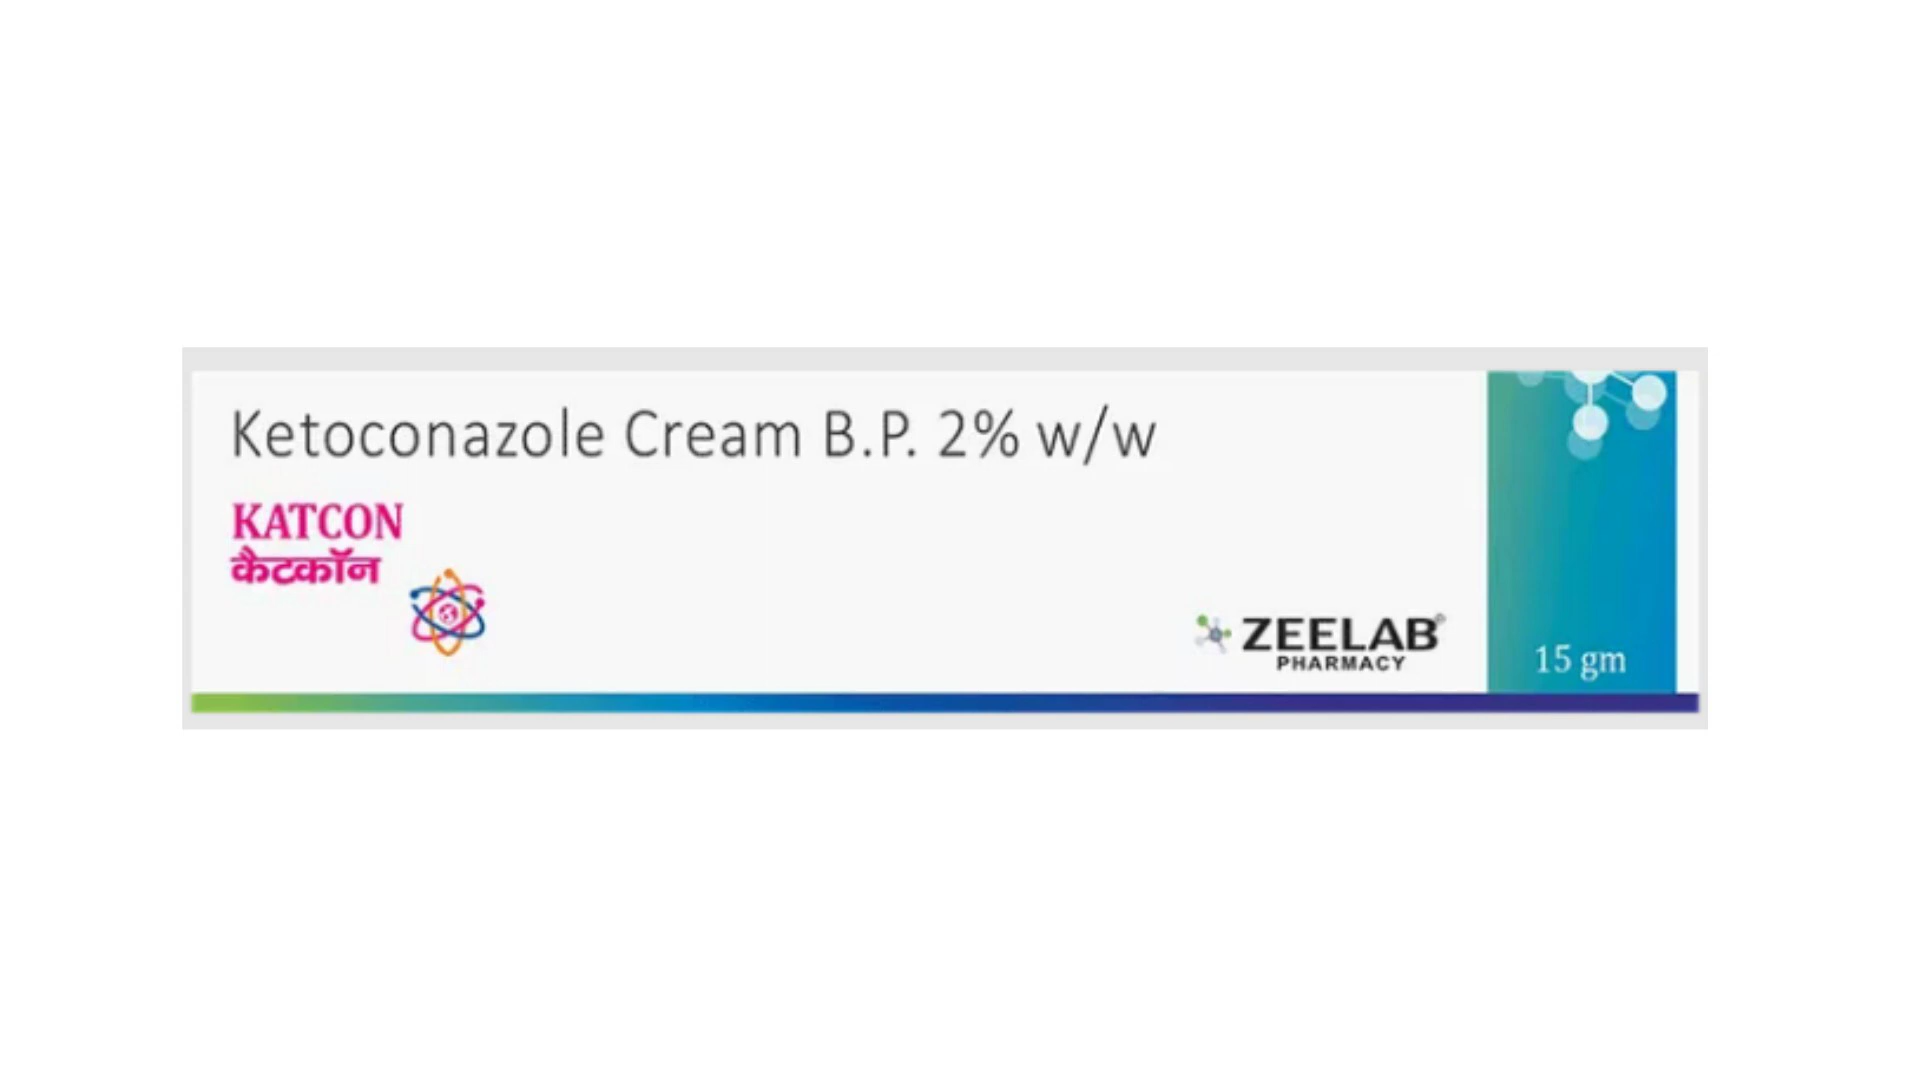 Ketoconazole Cream B.P. 2% w/w
KATCON
कैटकॉन
ZEELAB®
PHARMACY
15 gm